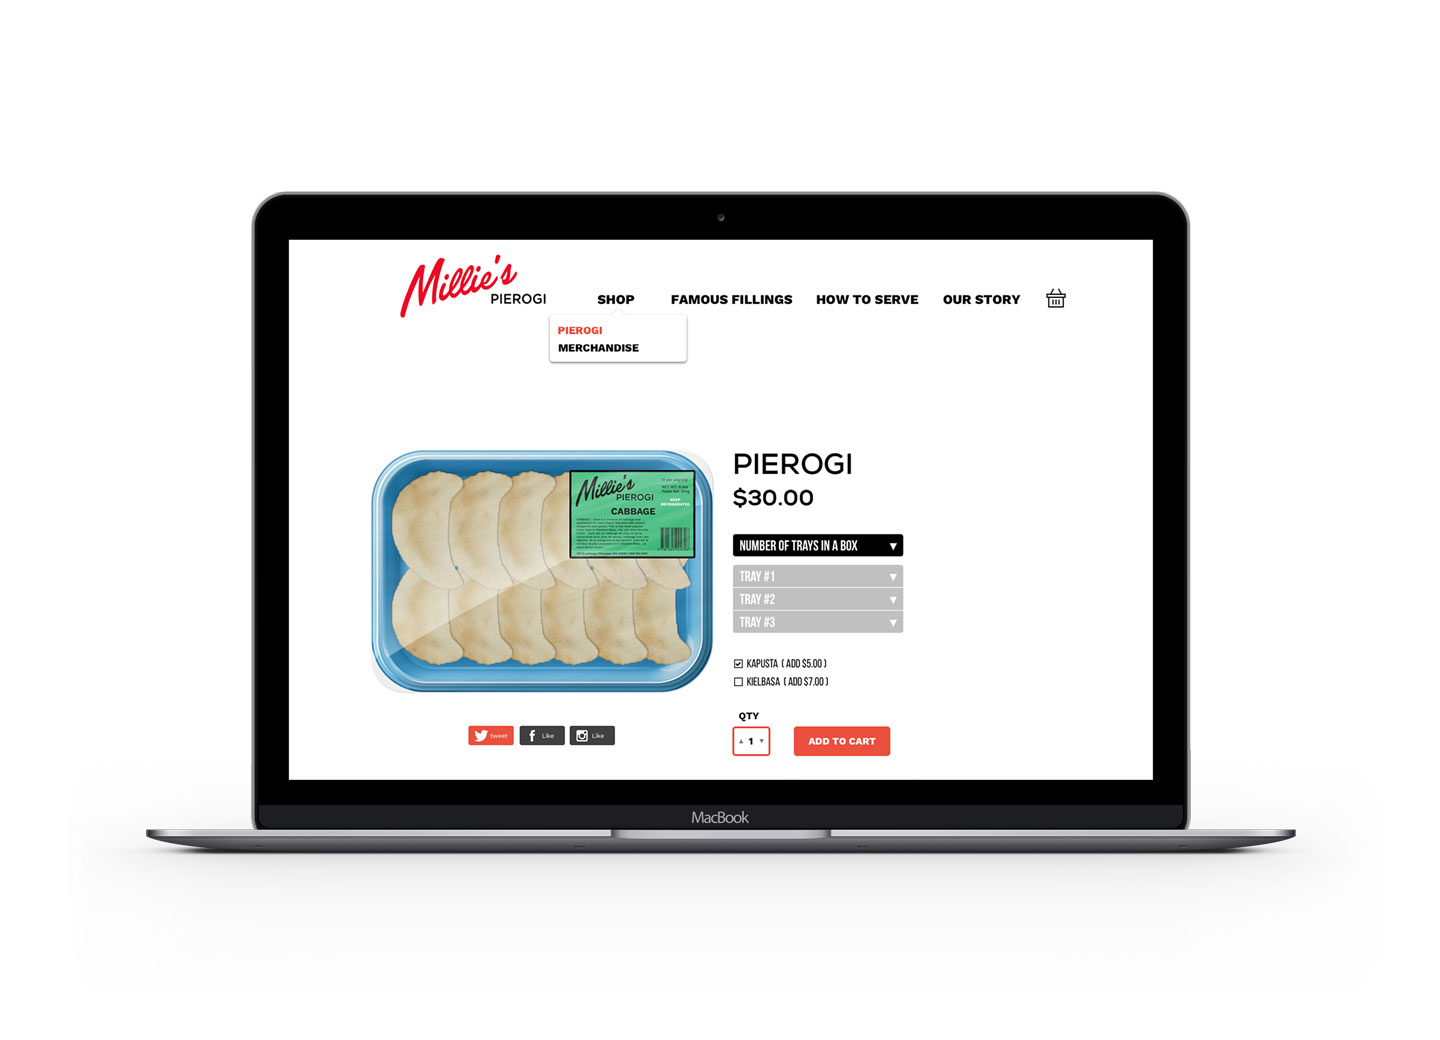 Millie's
PIEROGI
SHOP
FAMOUS FILLINGS
HOW TO SERVE
OUR STORY
PIEROGI
MERCHANDISE
Millie's
PIEROGI
CABBAGE
KEEP
REFRIGERATED
PIEROGI
$30.00
NUMBER OF TRAYS IN A BOX
TRAY #1
TRAY #2
TRAY #3
KAPUSTA ( ADD $5.00 )
KIELBASA ( ADD $7.00 )
QTY
1
ADD TO CART
tweet
Like
Like
MacBook